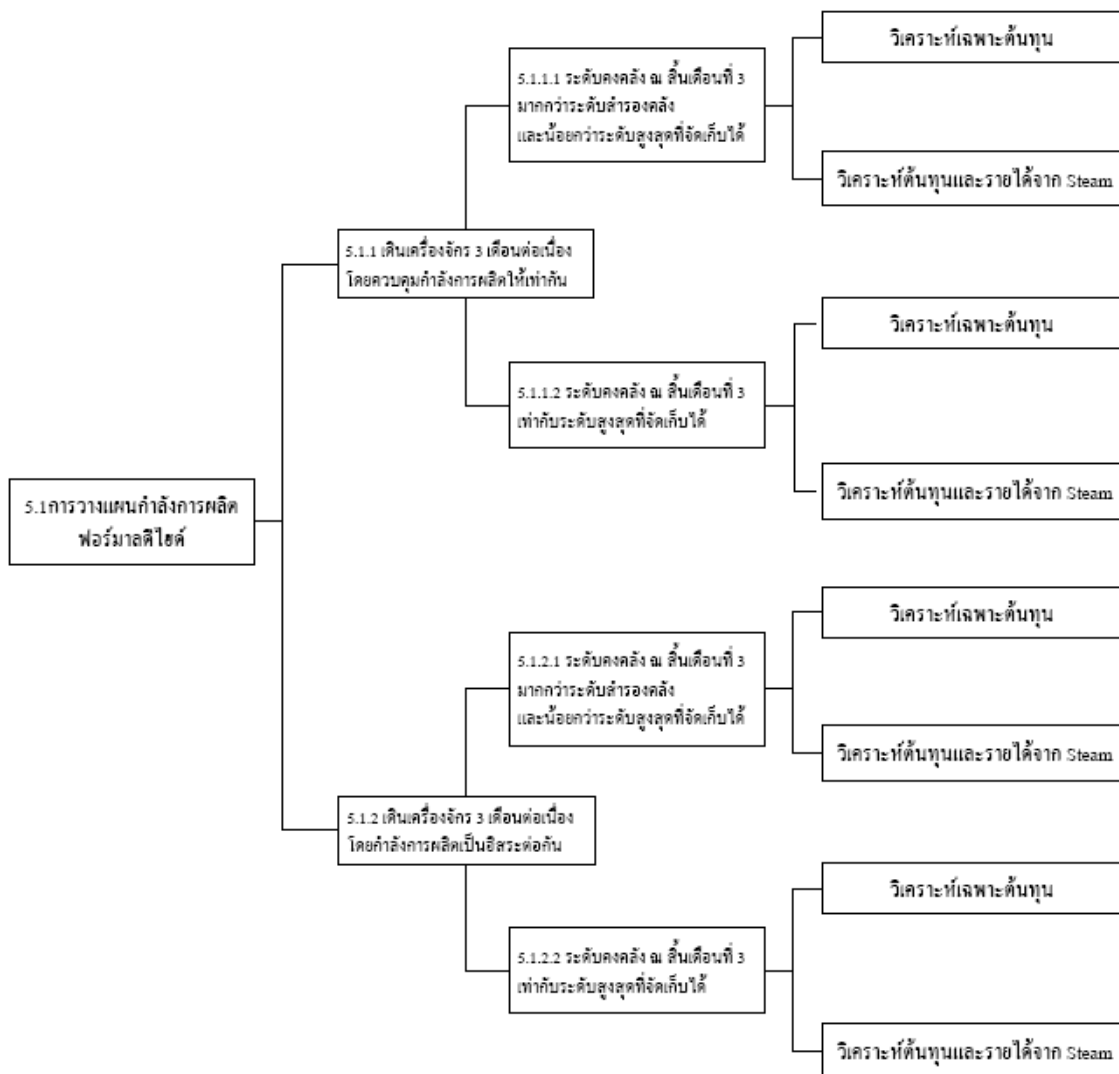 วิเคราะห์เฉพาะต้นทุน
5.1.1.1 ระดับคงคลัง ณ สิ้นเดือนที่ 3
มากกว่าระดับสำรองคลัง
และน้อยกว่าระดับสูงสุดที่จัดเก็บได้
วิเคราะห์ต้นทุนและรายได้จาก Steam
5.1.1 เดินเครื่องจักร 3 เดือนต่อเนื่อง
โดยควบคุมกำลังการผลิตให้เท่ากัน
วิเคราะห์เฉพาะต้นทุน
5.1.1.2 ระดับคงคลัง ณ สิ้นเดือนที่ 3
เท่ากับระดับสูงสุดที่จัดเก็บได้
วิเคราะห์ต้นทุนและรายได้จาก Steam
5.1การวางแผนกำลังการผลิต
ฟอร์มาลดีไฮด์
วิเคราะห์เฉพาะต้นทุน
5.1.2.1 ระดับคงคลัง ณ สิ้นเดือนที่ 3
มากกว่าระดับสำรองคลัง
และน้อยกว่าระดับสูงสุดที่จัดเก็บได้
วิเคราะห์ต้นทุนและรายได้จาก Steam
5.1.2 เดินเครื่องจักร 3 เดือนต่อเนื่อง
โดยกำลังการผลิตเป็นอิสระต่อกัน
วิเคราะห์เฉพาะต้นทุน
5.1.2.2 ระดับคงคลัง ณ สิ้นเดือนที่ 3
เท่ากับระดับสูงสุดที่จัดเก็บได้
วิเคราะห์ต้นทุนและรายได้จาก Steam